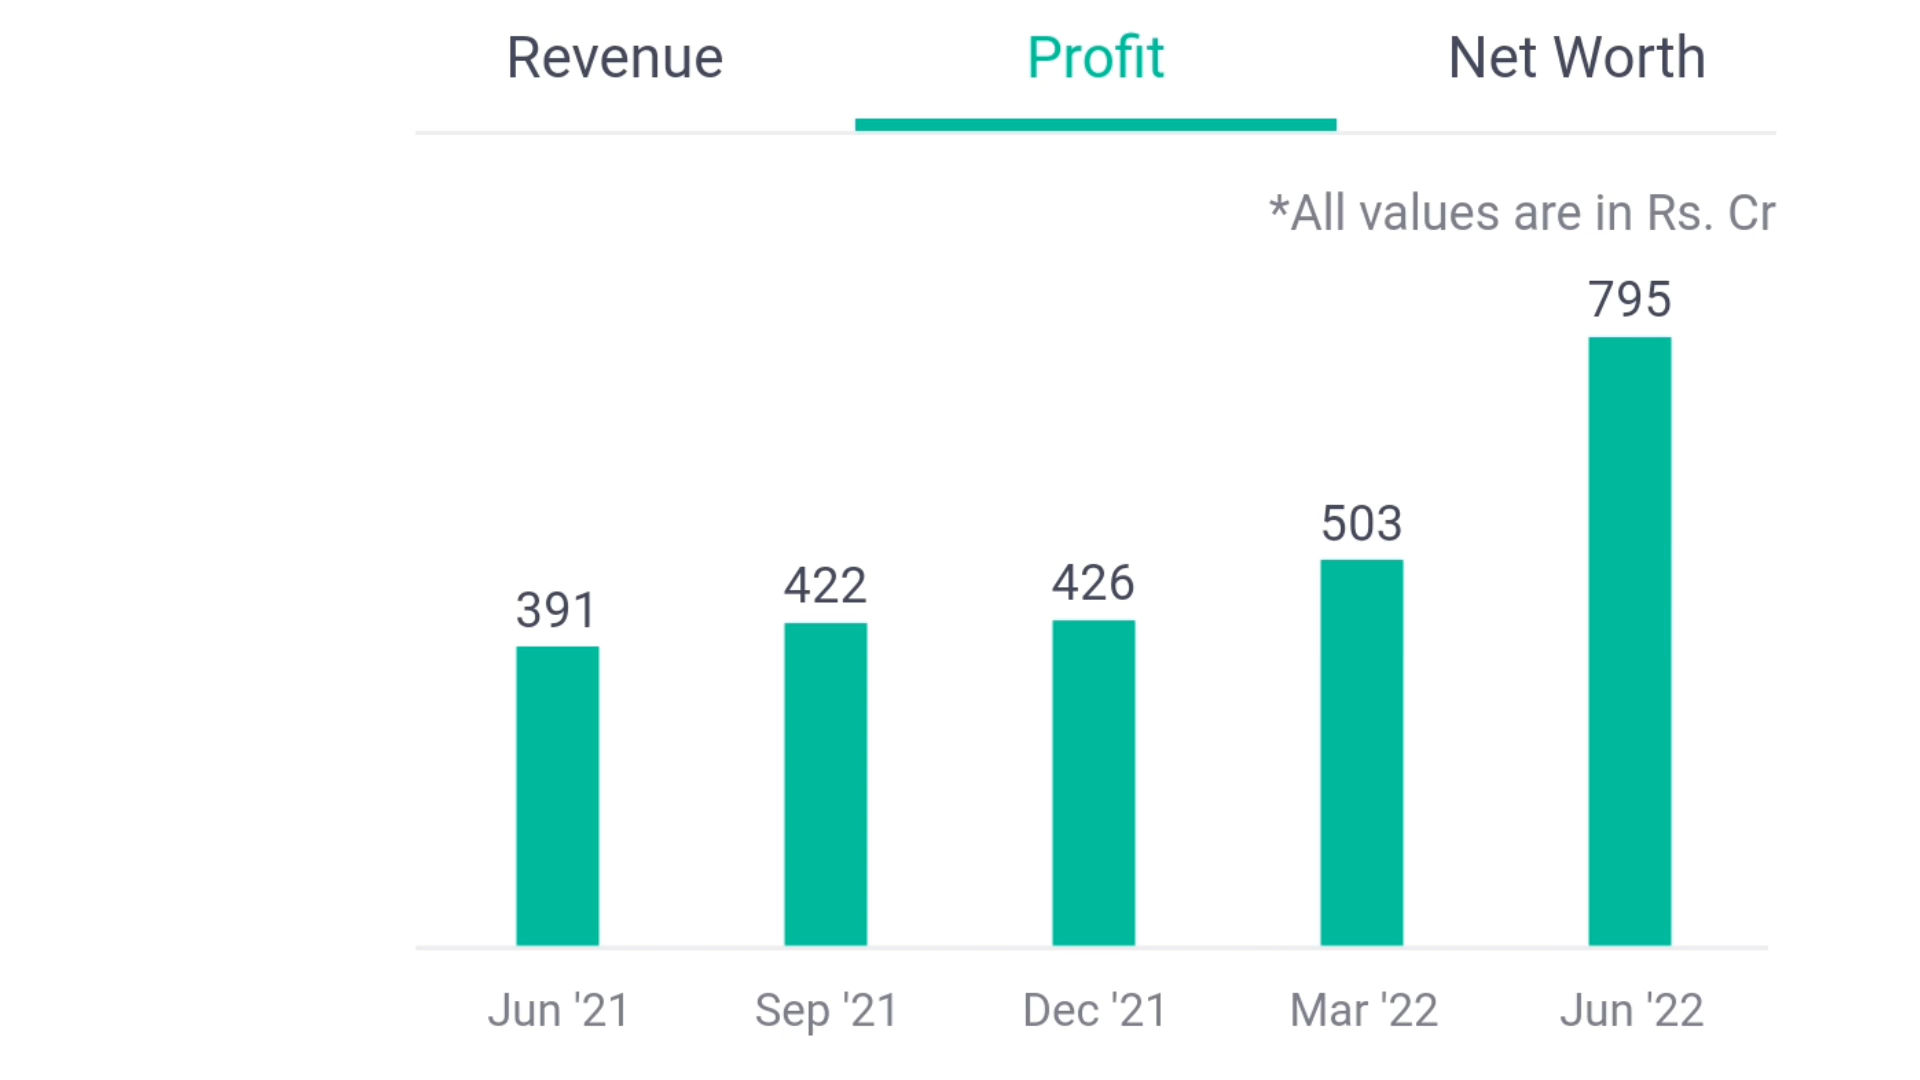 Revenue Profit Net Worth
*All values are in Rs. Cr
795
503
422 426
391
Jun '21 Sep '21 Dec '21 Mar '22 Jun '22